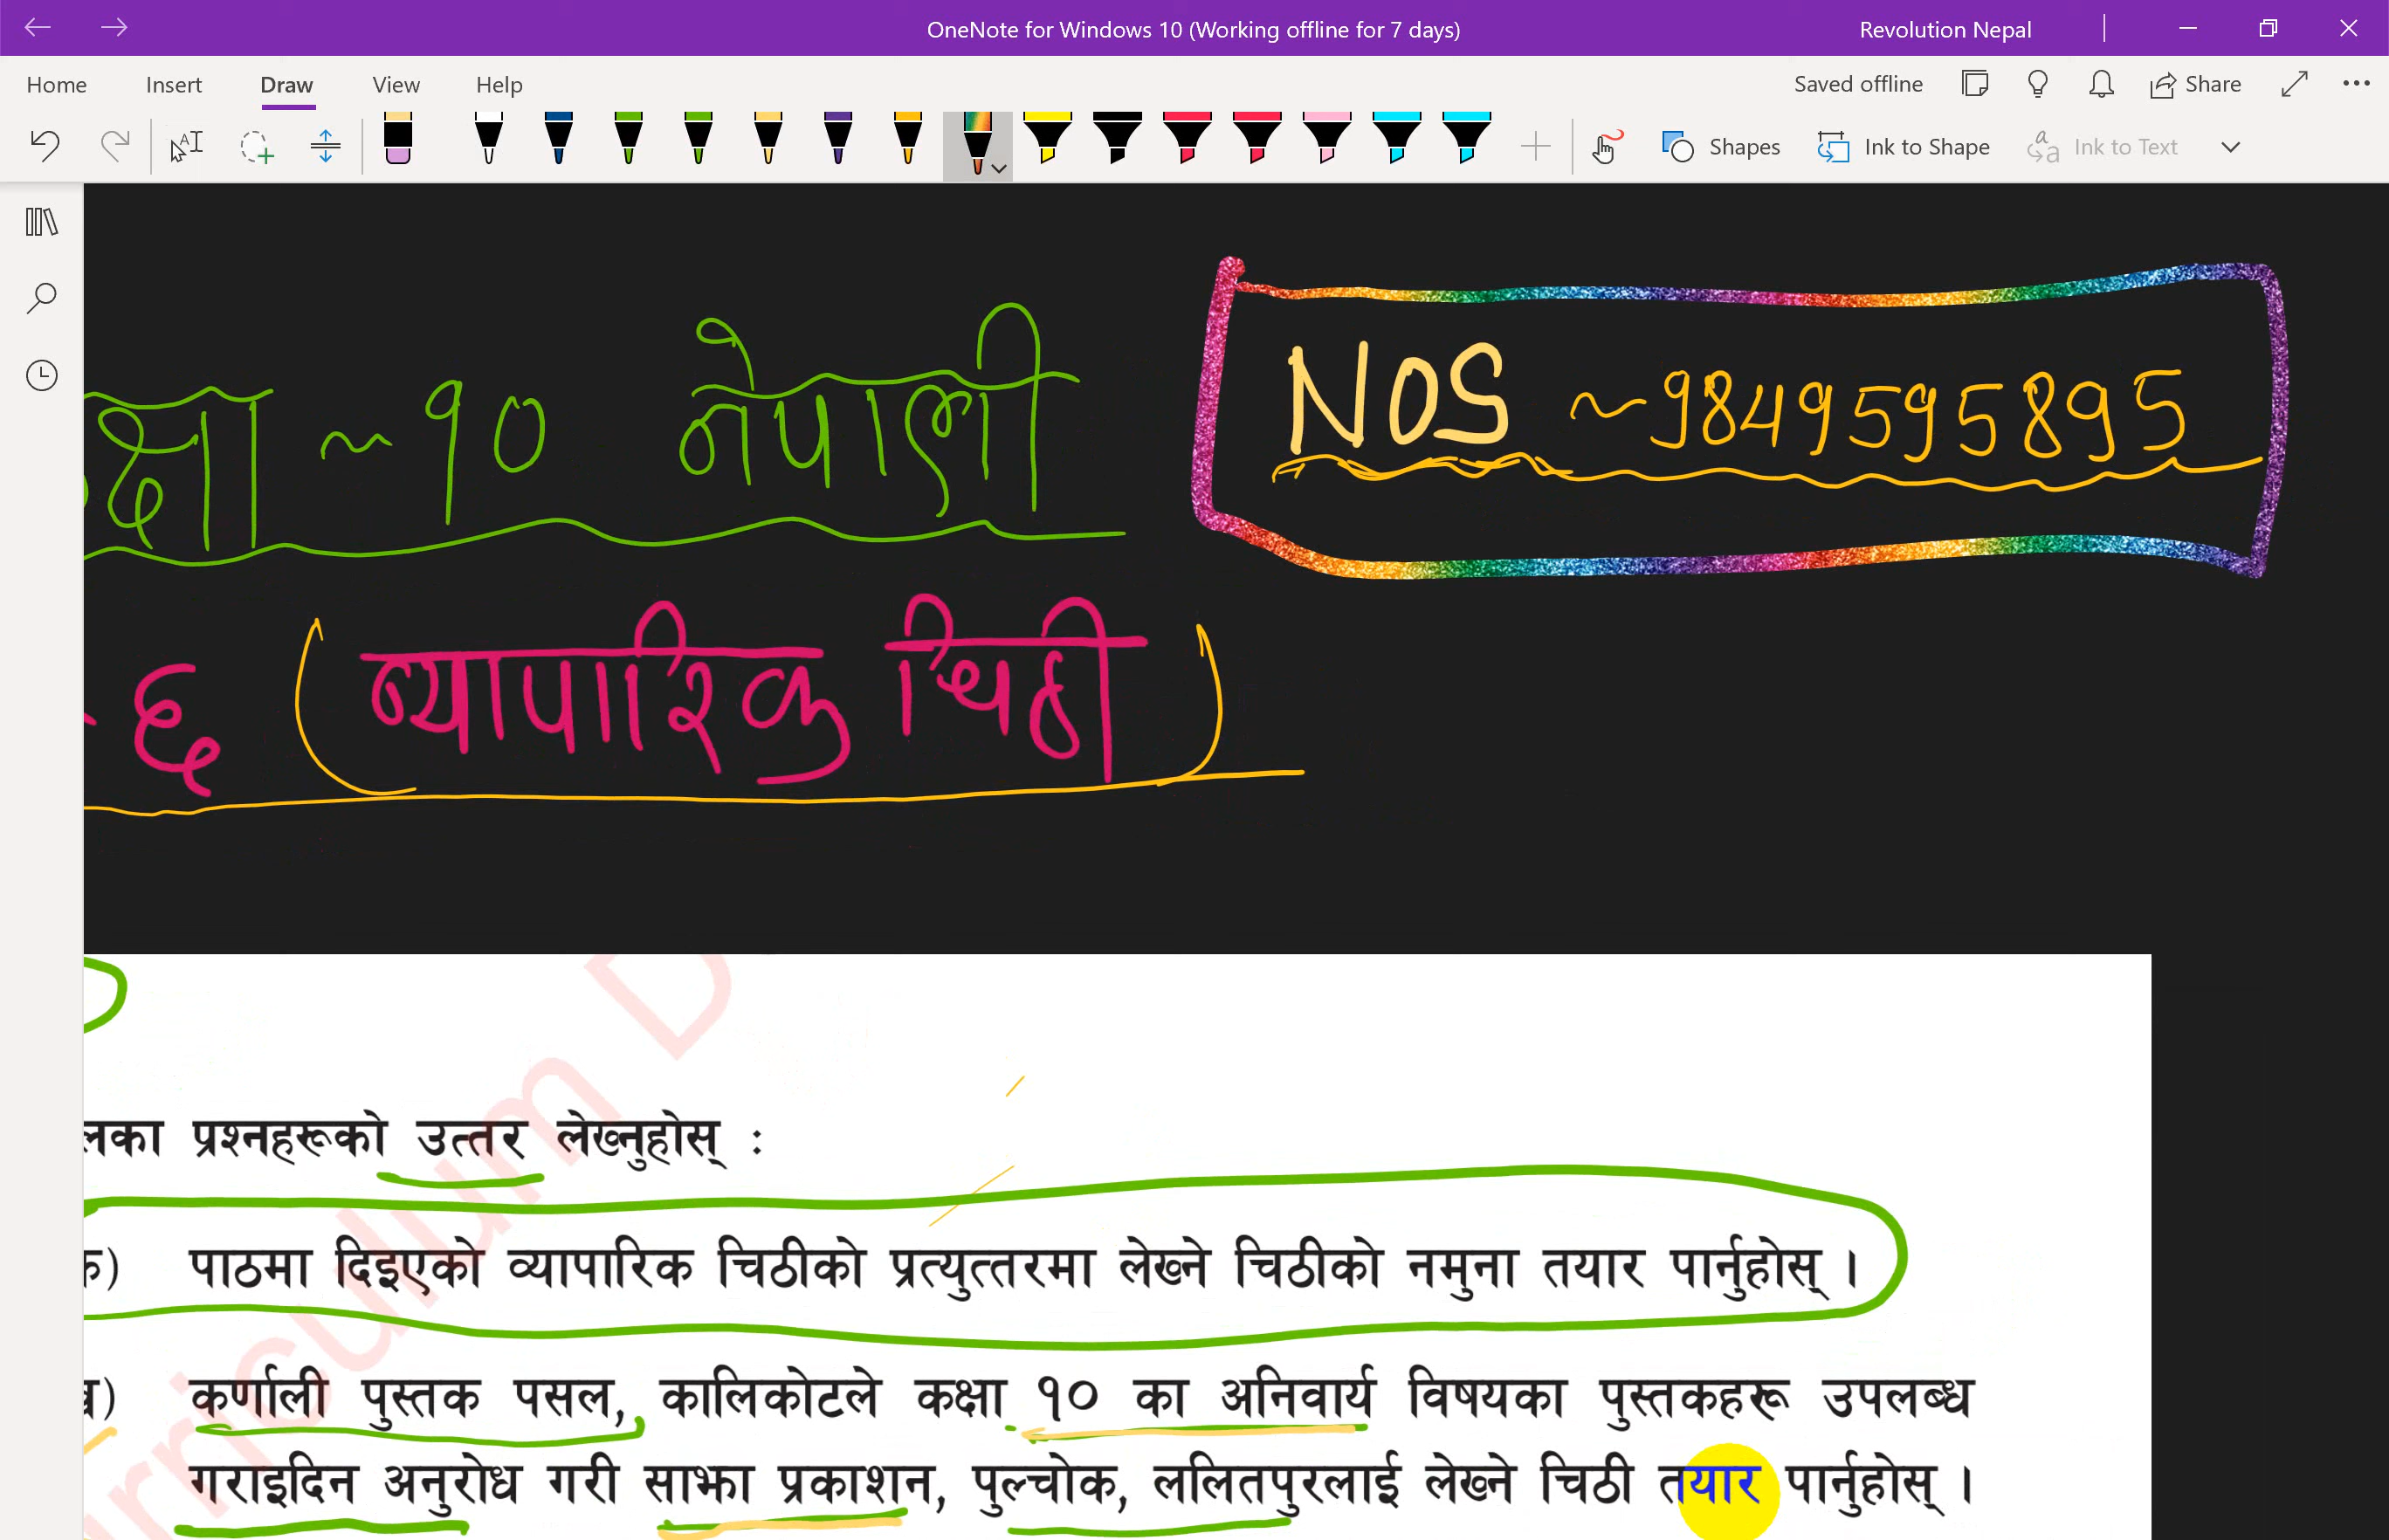 OneNote for Windows 10 (Working offline for 7 days)
Revolution Nepal
Home Insert Draw View Help
Saved offline Share
Shapes Ink to Shape Ink to Text
क्षा ~ १० नेपाली
NOS ~9849595895
६ (व्यापारिक चिठी)
लका प्रश्नहरूको उत्तर लेख्नुहोस् :
क) पाठमा दिइएको व्यापारिक चिठीको प्रत्युत्तरमा लेख्ने चिठीको नमुना तयार पार्नुहोस् ।
ख) कर्णाली पुस्तक पसल, कालिकोटले कक्षा १० का अनिवार्य विषयका पुस्तकहरू उपलब्ध
गराइदिन अनुरोध गरी साझा प्रकाशन, पुल्चोक, ललितपुरलाई लेख्ने चिठी तयार पार्नुहोस् ।
urriculum D